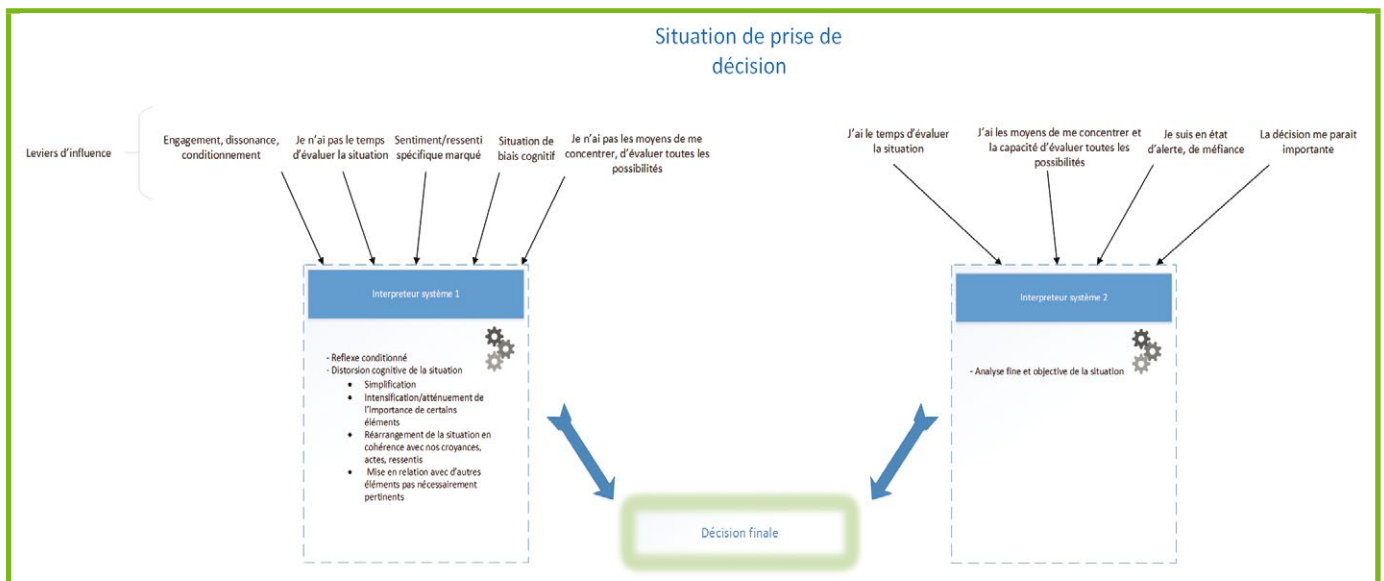 Situation de prise de
décision
Leviers d'influence
Engagement, dissonance,
conditionnement
Je n'ai pas le temps
d'évaluer la situation
Sentiment/ressenti
spécifique marqué
Situation de
biais cognitif
Je n'ai pas les moyens de me
concentrer, d'évaluer toutes les
possibilités
J'ai le temps d'évaluer
la situation
J'ai les moyens de me concentrer et
la capacité d'évaluer toutes les
possibilités
Je suis en état
d'alerte, de méfiance
La décision me parait
importante
Interpreteur système 1
- Reflexe conditionné
- Distorsion cognitive de la situation
• Simplification
• Intensification/atténuement de
l'importance de certains
éléments
• Réarrangement de la situation en
cohérence avec nos croyances,
actes, ressentis
• Mise en relation avec d'autres
éléments pas nécessairement
pertinents
Interpreteur système 2
- Analyse fine et objective de la situation
Décision finale